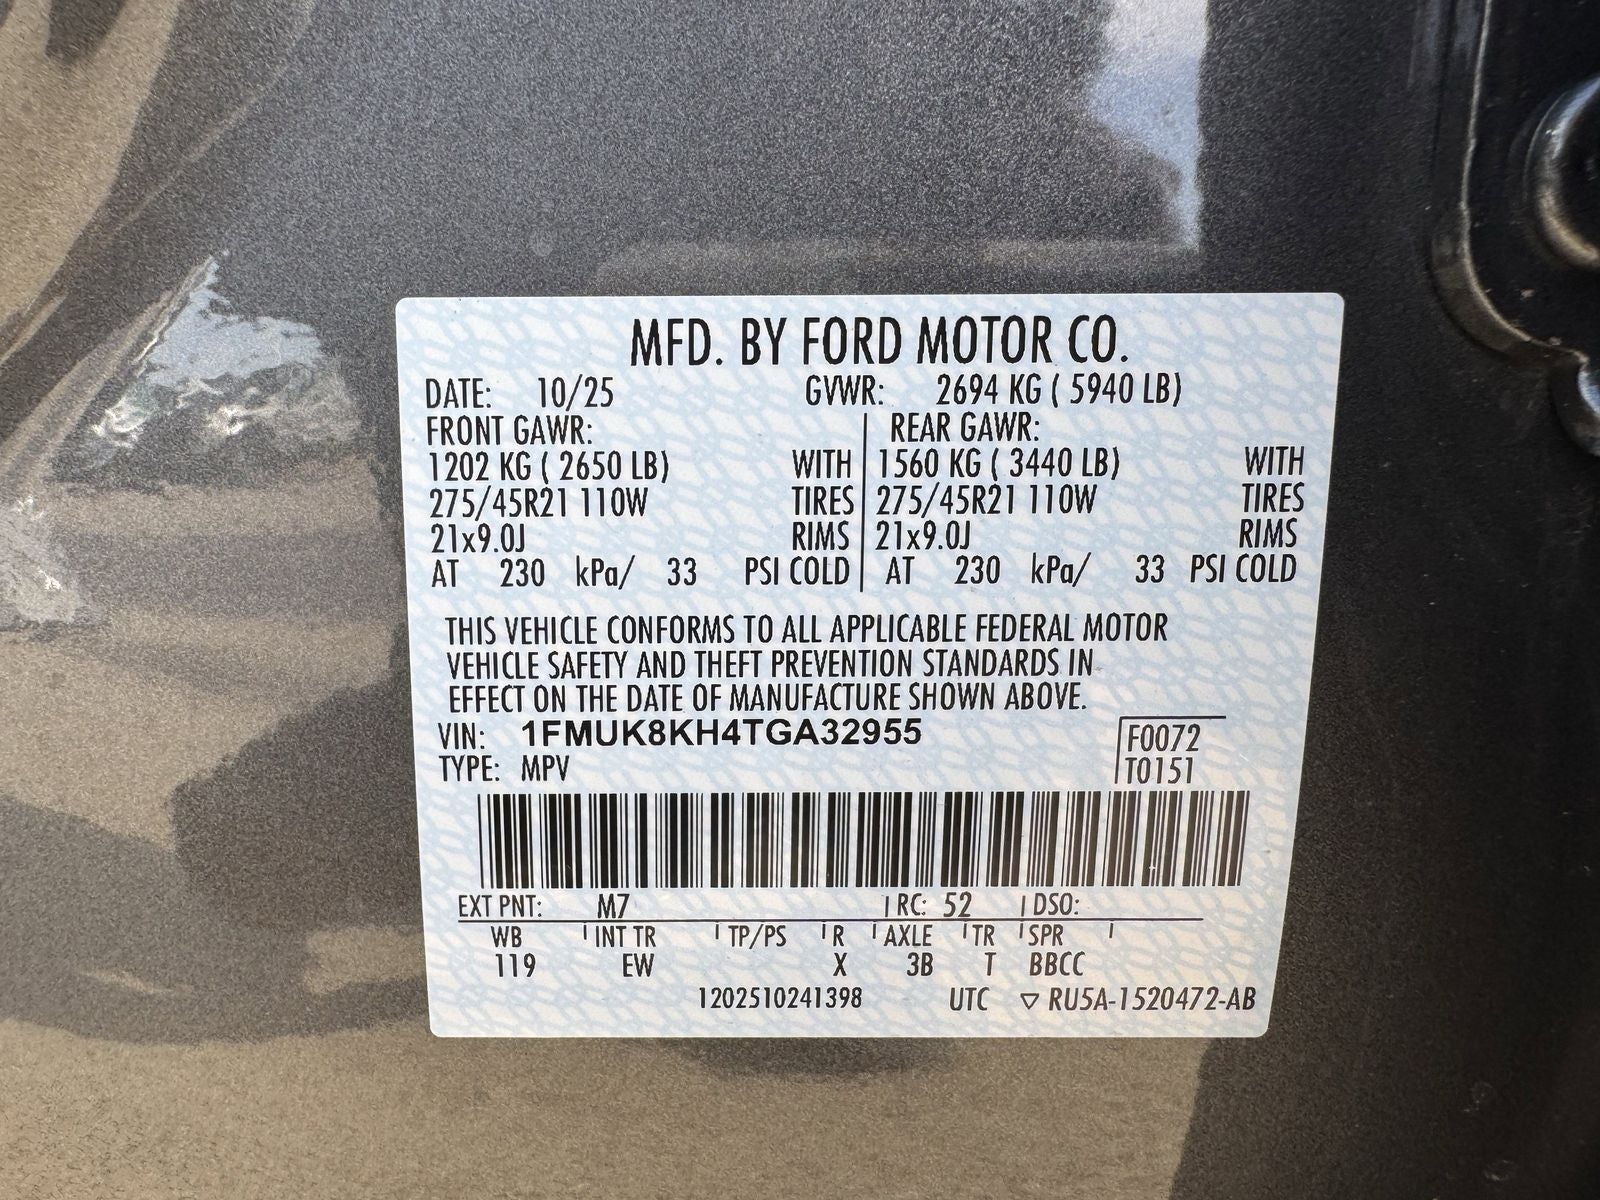 MFD. BY FORD MOTOR CO.
DATE: 10/25 GVWR: 2694 KG ( 5940 LB)
FRONT GAWR: REAR GAWR:
1202 KG ( 2650 LB) WITH 1560 KG ( 3440 LB) WITH
275/45R21 110W TIRES 275/45R21 110W TIRES
21x9.0J RIMS 21x9.0J RIMS
AT 230 kPa/ 33 PSI COLD AT 230 kPa/ 33 PSI COLD
THIS VEHICLE CONFORMS TO ALL APPLICABLE FEDERAL MOTOR
VEHICLE SAFETY AND THEFT PREVENTION STANDARDS IN
EFFECT ON THE DATE OF MANUFACTURE SHOWN ABOVE.
VIN: 1FMUK8KH4TGA32955 F0072
TYPE: MPV T0151
EXT PNT: M7 RC: 52 DSO:
WB INT TR TP/PS R AXLE TR SPR
119 EW X 3B T BBCC
1202510241398 UTC ▽ RU5A-1520472-AB